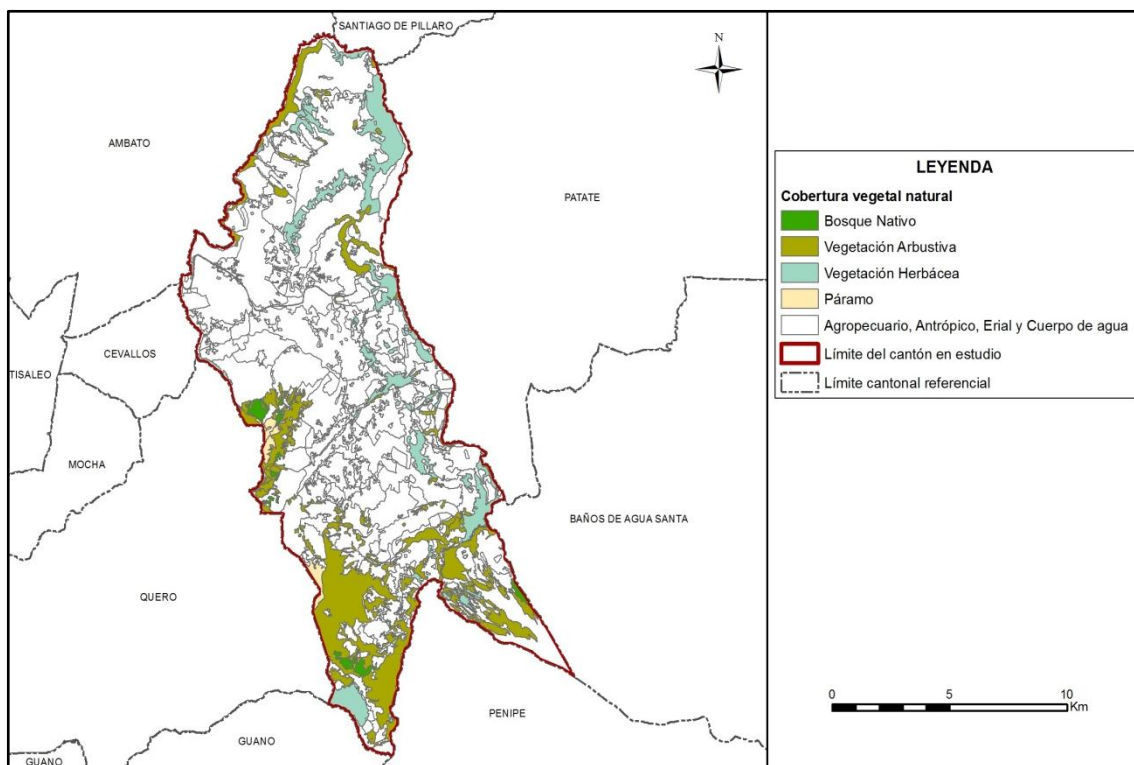 SANTIAGO DE PILLARO
N
AMBATO
PATATE
CEVALLOS
TISALEO
MOCHA
BAÑOS DE AGUA SANTA
QUERO
PENIPE
GUANO
GUANO
LEYENDA
Cobertura vegetal natural
Bosque Nativo
Vegetación Arbustiva
Vegetación Herbácea
Páramo
Agropecuario, Antrópico, Erial y Cuerpo de agua
Límite del cantón en estudio
Límite cantonal referencial
0 5 10
Km